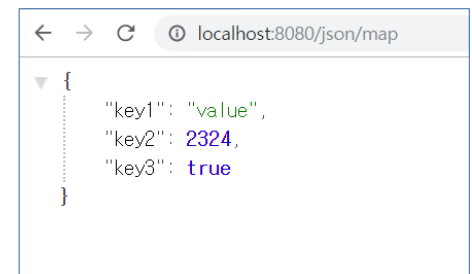 localhost:8080/json/map
{
"key1": "value",
"key2": 2324,
"key3": true
}